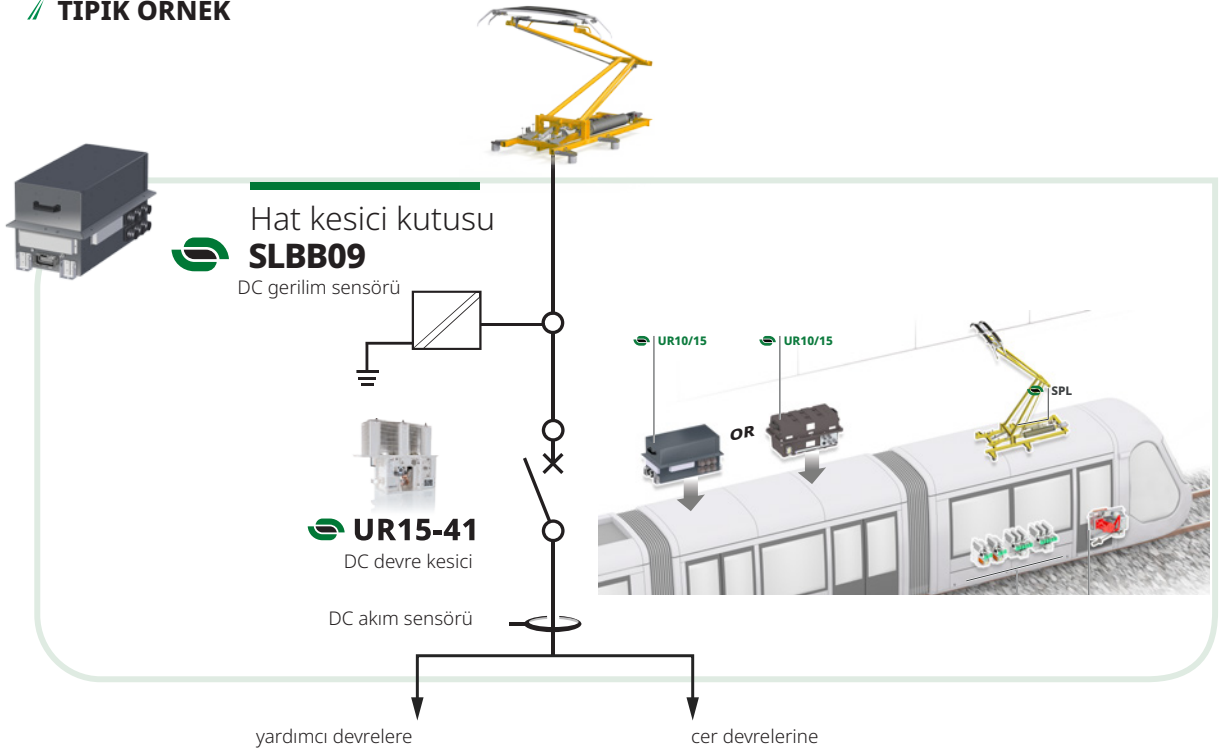 TİPİK ÖRNEK
Hat kesici kutusu
SLBB09
DC gerilim sensörü
UR10/15
UR10/15
SPL
OR
UR15-41
DC devre kesici
DC akım sensörü
yardımcı devrelere
cer devrelerine